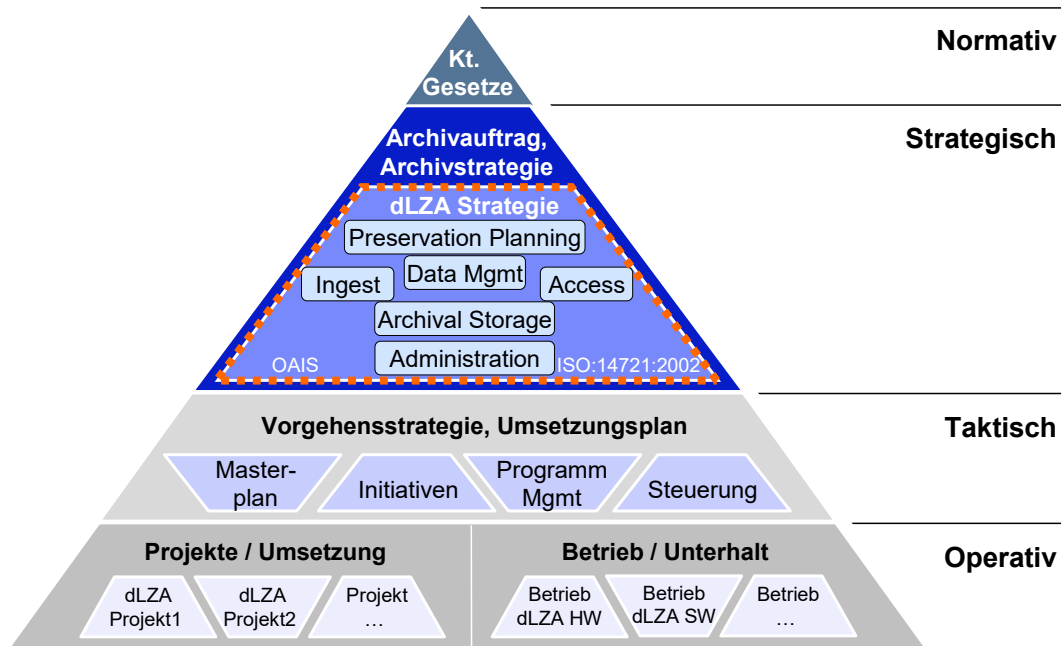 Kt.
Gesetze
Normativ
Archivauftrag,
Archivstrategie
Strategisch
dLZA Strategie
Preservation Planning
Data Mgmt
Ingest
Access
Archival Storage
Administration
OAIS
ISO:14721:2002
Vorgehensstrategie, Umsetzungsplan
Taktisch
Master-
plan
Initiativen
Programm
Mgmt
Steuerung
Projekte / Umsetzung
Betrieb / Unterhalt
Operativ
dLZA
Projekt1
dLZA
Projekt2
Projekt
…
Betrieb
dLZA HW
Betrieb
dLZA SW
Betrieb
…